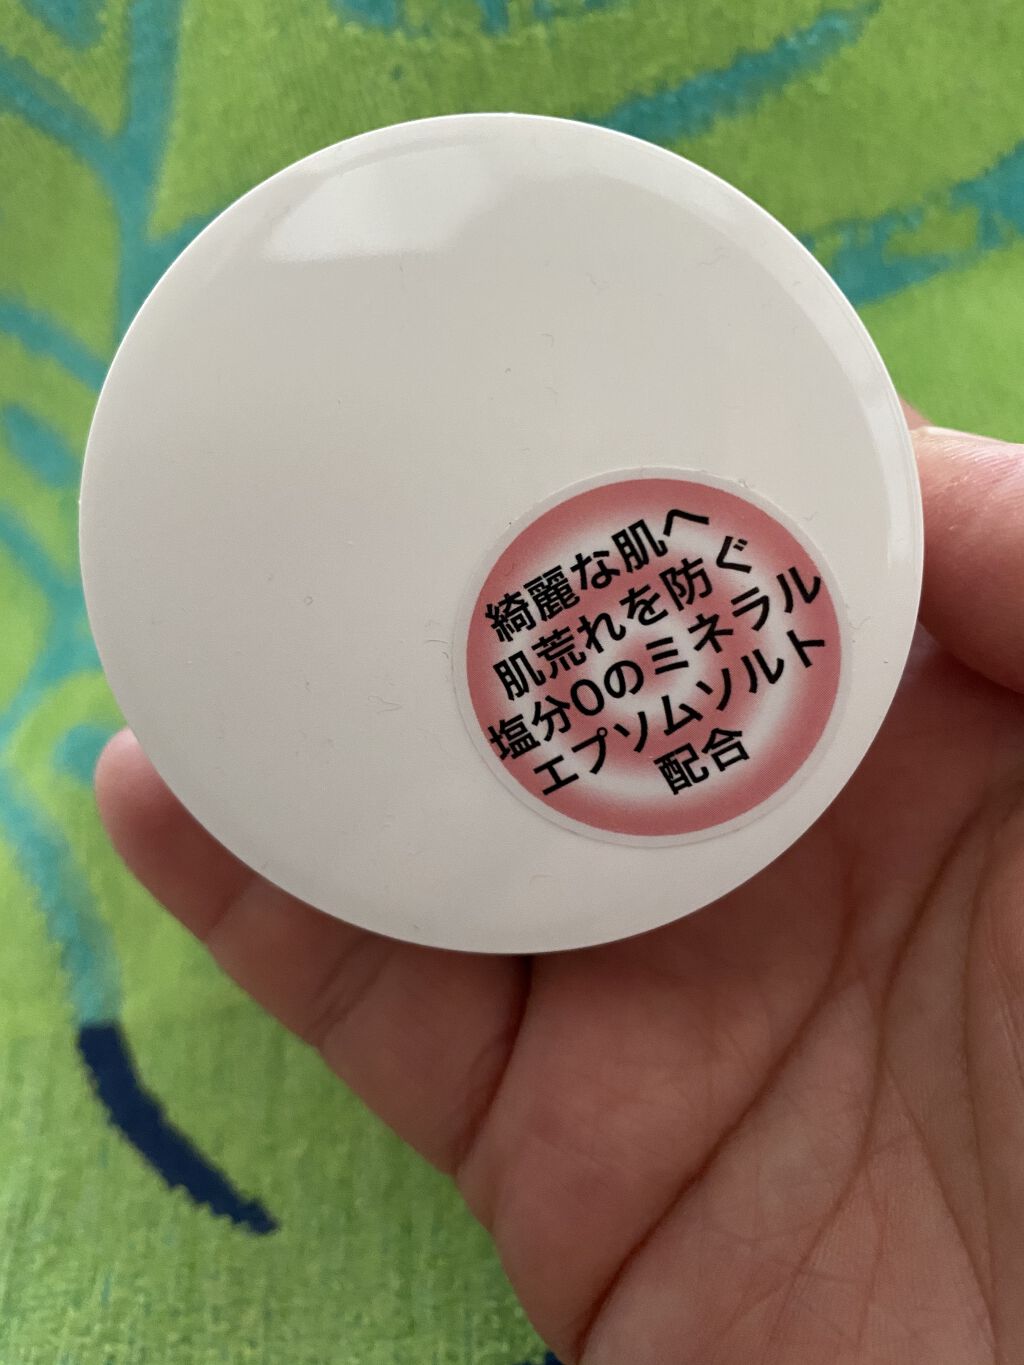 綺麗な肌へ
肌荒れを防ぐ
塩分0のミネラル
エプソムソルト
配合